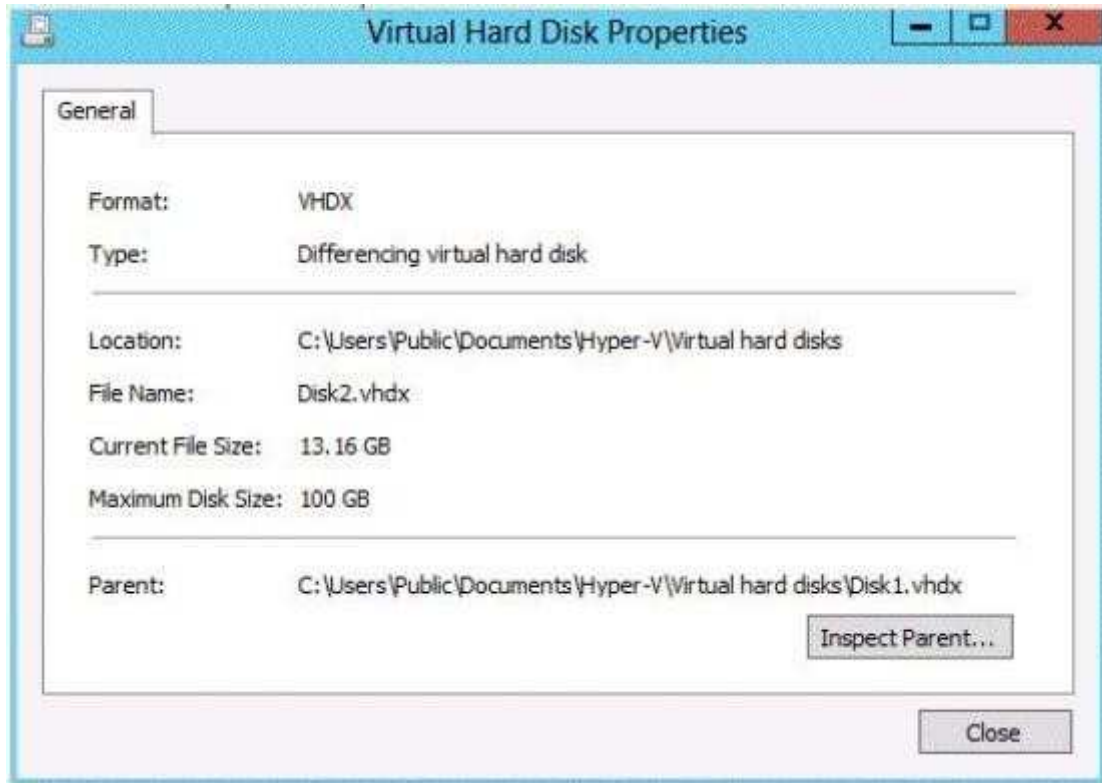 Virtual Hard Disk Properties
General
Format: VHDX
Type: Differencing virtual hard disk
Location: C:\Users\Public\Documents\Hyper-V\Virtual hard disks
File Name: Disk2.vhdx
Current File Size: 13.16 GB
Maximum Disk Size: 100 GB
Parent: C:\Users\Public\Documents\Hyper-V\Virtual hard disks\Disk1.vhdx
Inspect Parent...
Close